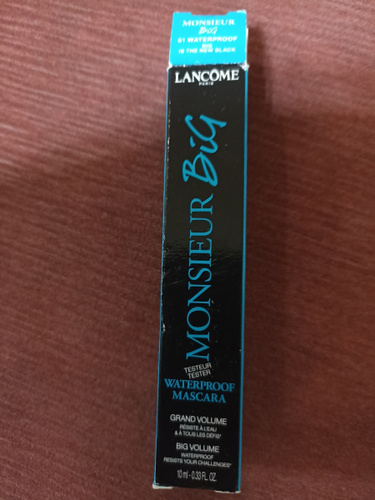 MONSIEUR
BiG
01 WATERPROOF
BIG
IS THE NEW BLACK
LANCÔME
PARIS
MONSIEUR BiG
TESTEUR
TESTER
WATERPROOF
MASCARA
GRAND VOLUME
RÉSISTE À L'EAU
& À TOUS LES DÉFIS*
BIG VOLUME
WATERPROOF
RESISTS YOUR CHALLENGES*
10 ml - 0.33 FL. OZ.